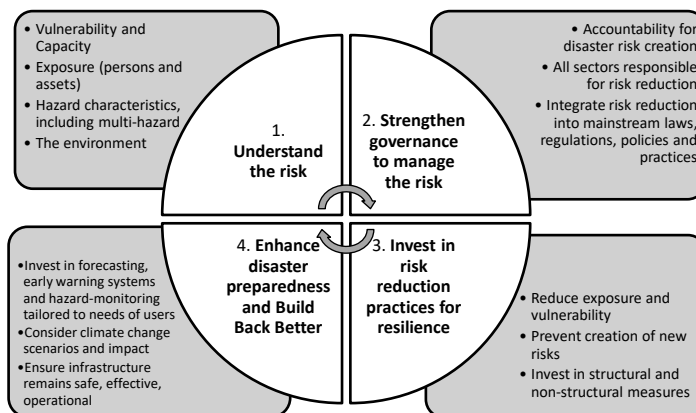 • Vulnerability and
Capacity
• Exposure (persons and
assets)
• Hazard characteristics,
including multi-hazard
• The environment
1.
Understand
the risk
• Accountability for
disaster risk creation
• All sectors responsible
for risk reduction
• Integrate risk reduction
into mainstream laws,
regulations, policies and
practices
2. Strengthen
governance
to manage
the risk
3. Invest in
risk
reduction
practices for
resilience
• Reduce exposure and
vulnerability
• Prevent creation of new
risks
• Invest in structural and
non-structural measures
4. Enhance
disaster
preparedness
and Build
Back Better
•Invest in forecasting,
early warning systems
and hazard-monitoring
tailored to needs of users
•Consider climate change
scenarios and impact
•Ensure infrastructure
remains safe, effective,
operational